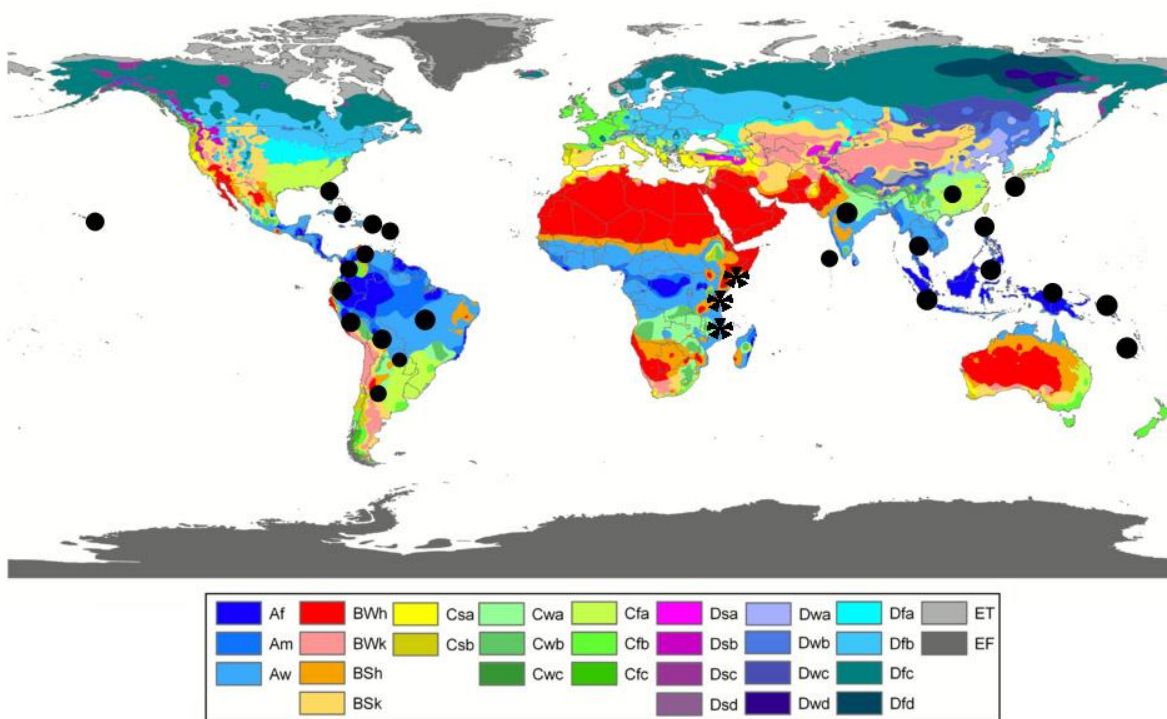 Af BWh Csa Cwa Cfa Dsa Dwa Dfa ET
Am BWk Csb Cwb Cfb Dsb Dwb Dfb EF
Aw BSh Cwc Cfc Dsc Dwc Dfc
BSk Dsd Dwd Dfd